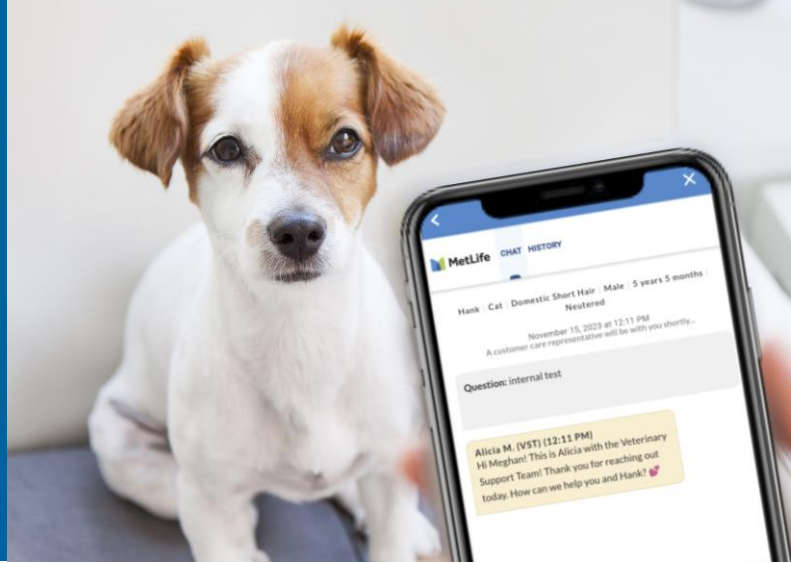 MetLife CHAT HISTORY
Hank | Cat | Domestic Short Hair | Male | 5 years 5 months |
Neutered
November 15, 2023 at 12:11 PM
A customer care representative will be with you shortly...
Question: internal test
Alicia M. (VST) (12:11 PM)
Hi Meghan! This is Alicia with the Veterinary
Support Team! Thank you for reaching out
today. How can we help you and Hank? 💕